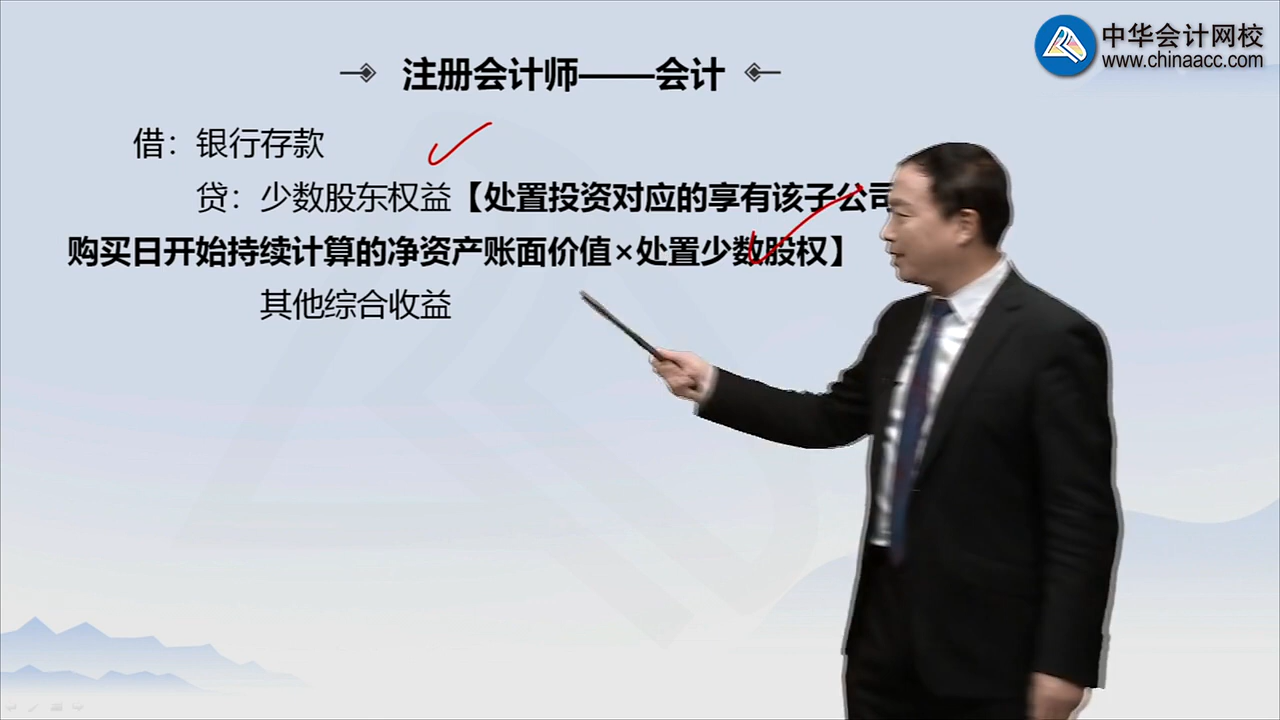 中华会计网校
www.chinaacc.com
注册会计师——会计
借：银行存款
贷：少数股东权益【处置投资对应的享有该子公司
购买日开始持续计算的净资产账面价值×处置少数股权】
其他综合收益